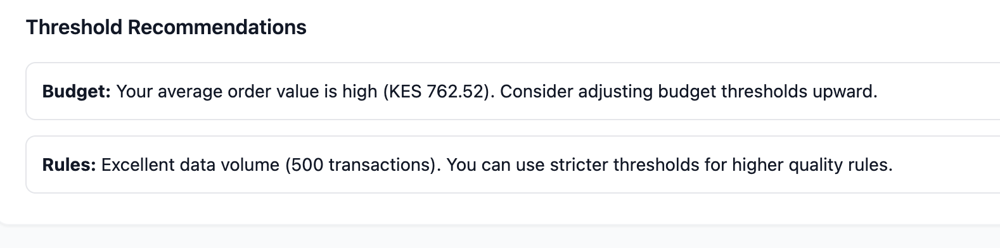 Threshold Recommendations
Budget: Your average order value is high (KES 762.52). Consider adjusting budget thresholds upward.
Rules: Excellent data volume (500 transactions). You can use stricter thresholds for higher quality rules.